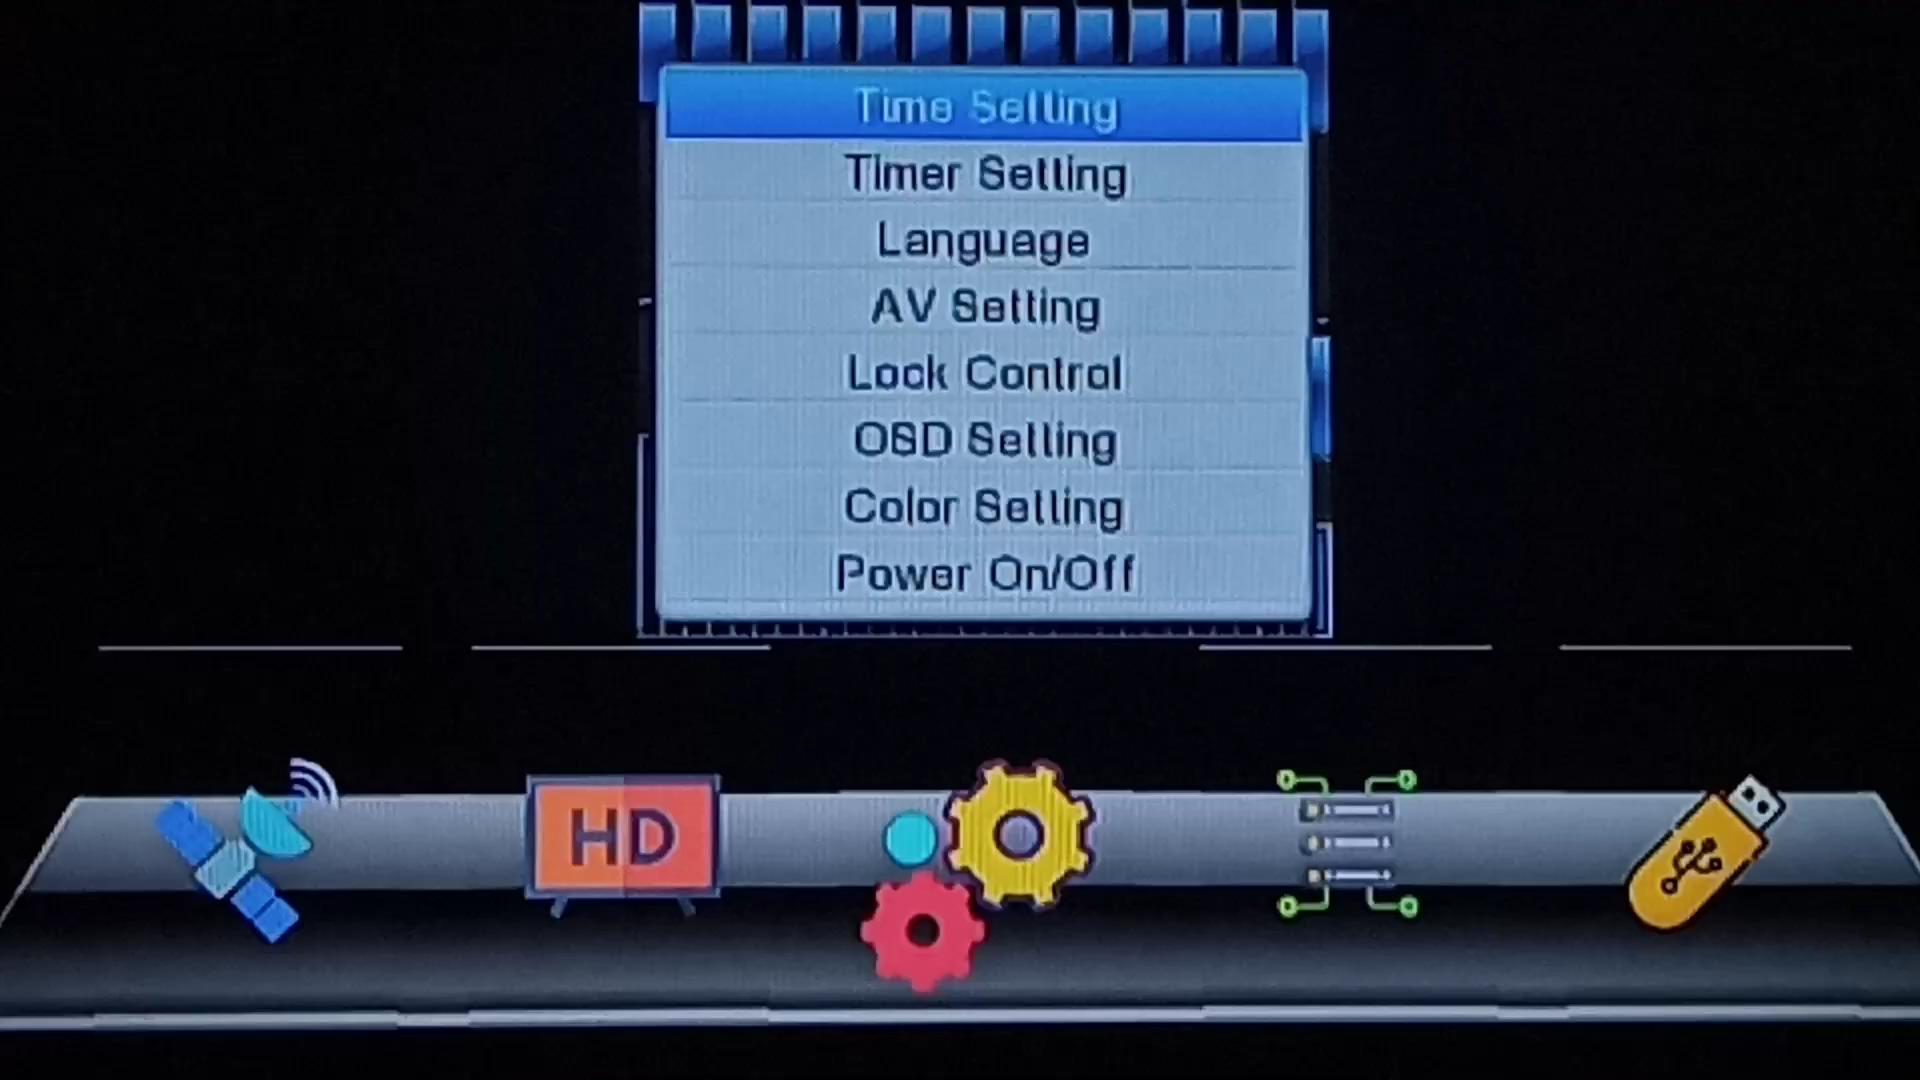 Time Setting
Timer Setting
Language
AV Setting
Lock Control
OSD Setting
Color Setting
Power On/Off
HD